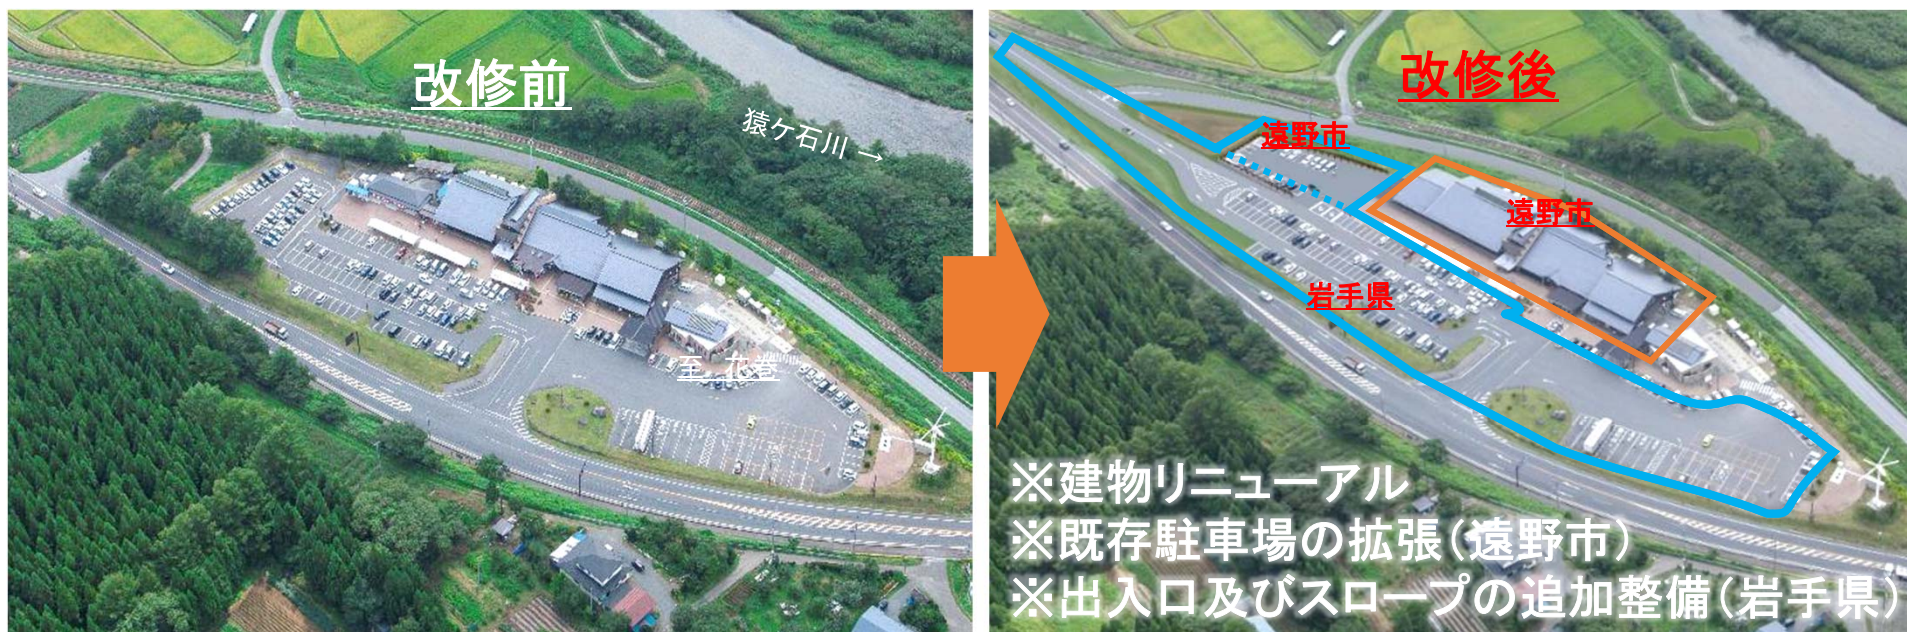 改修前
猿ケ石川 →
至 花巻
改修後
遠野市
遠野市
岩手県
※建物リニューアル
※既存駐車場の拡張(遠野市)
※出入口及びスロープの追加整備(岩手県)